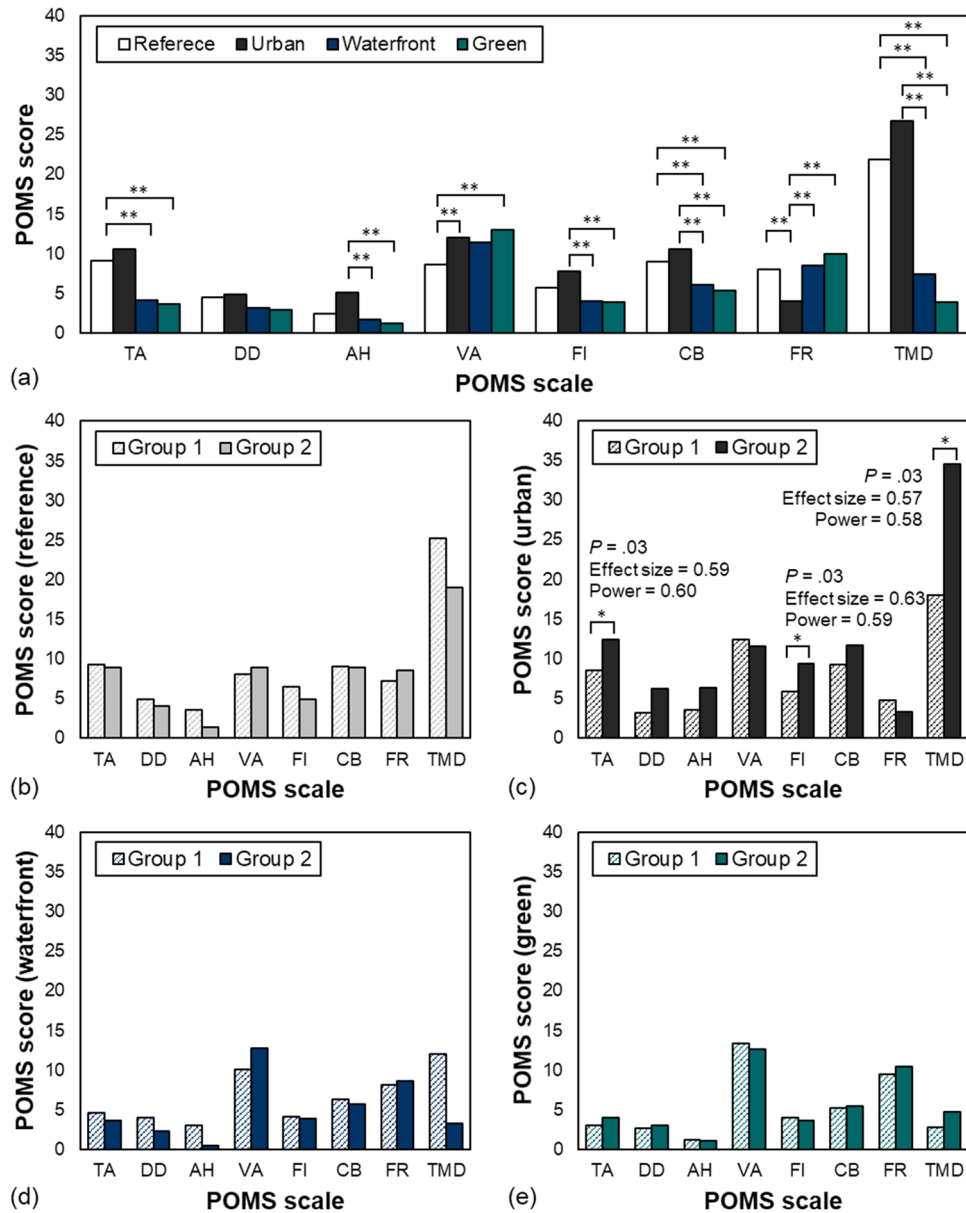 40
35
30
25
20
15
10
5
0
POMS score
Referece Urban Waterfront Green
** ** ** ** ** ** ** ** ** ** ** ** ** ** ** ** ** ** **
TA DD AH VA FI CB FR TMD
POMS scale
(a)
40
35
30
25
20
15
10
5
0
POMS score (reference)
Group 1 Group 2
TA DD AH VA FI CB FR TMD
POMS scale
(b)
40
35
30
25
20
15
10
5
0
POMS score (urban)
Group 1 Group 2
P = .03
Effect size = 0.59
Power = 0.60
*
P = .03
Effect size = 0.63
Power = 0.59
*
P = .03
Effect size = 0.57
Power = 0.58
*
TA DD AH VA FI CB FR TMD
POMS scale
(c)
40
35
30
25
20
15
10
5
0
POMS score (waterfront)
Group 1 Group 2
TA DD AH VA FI CB FR TMD
POMS scale
(d)
40
35
30
25
20
15
10
5
0
POMS score (green)
Group 1 Group 2
TA DD AH VA FI CB FR TMD
POMS scale
(e)